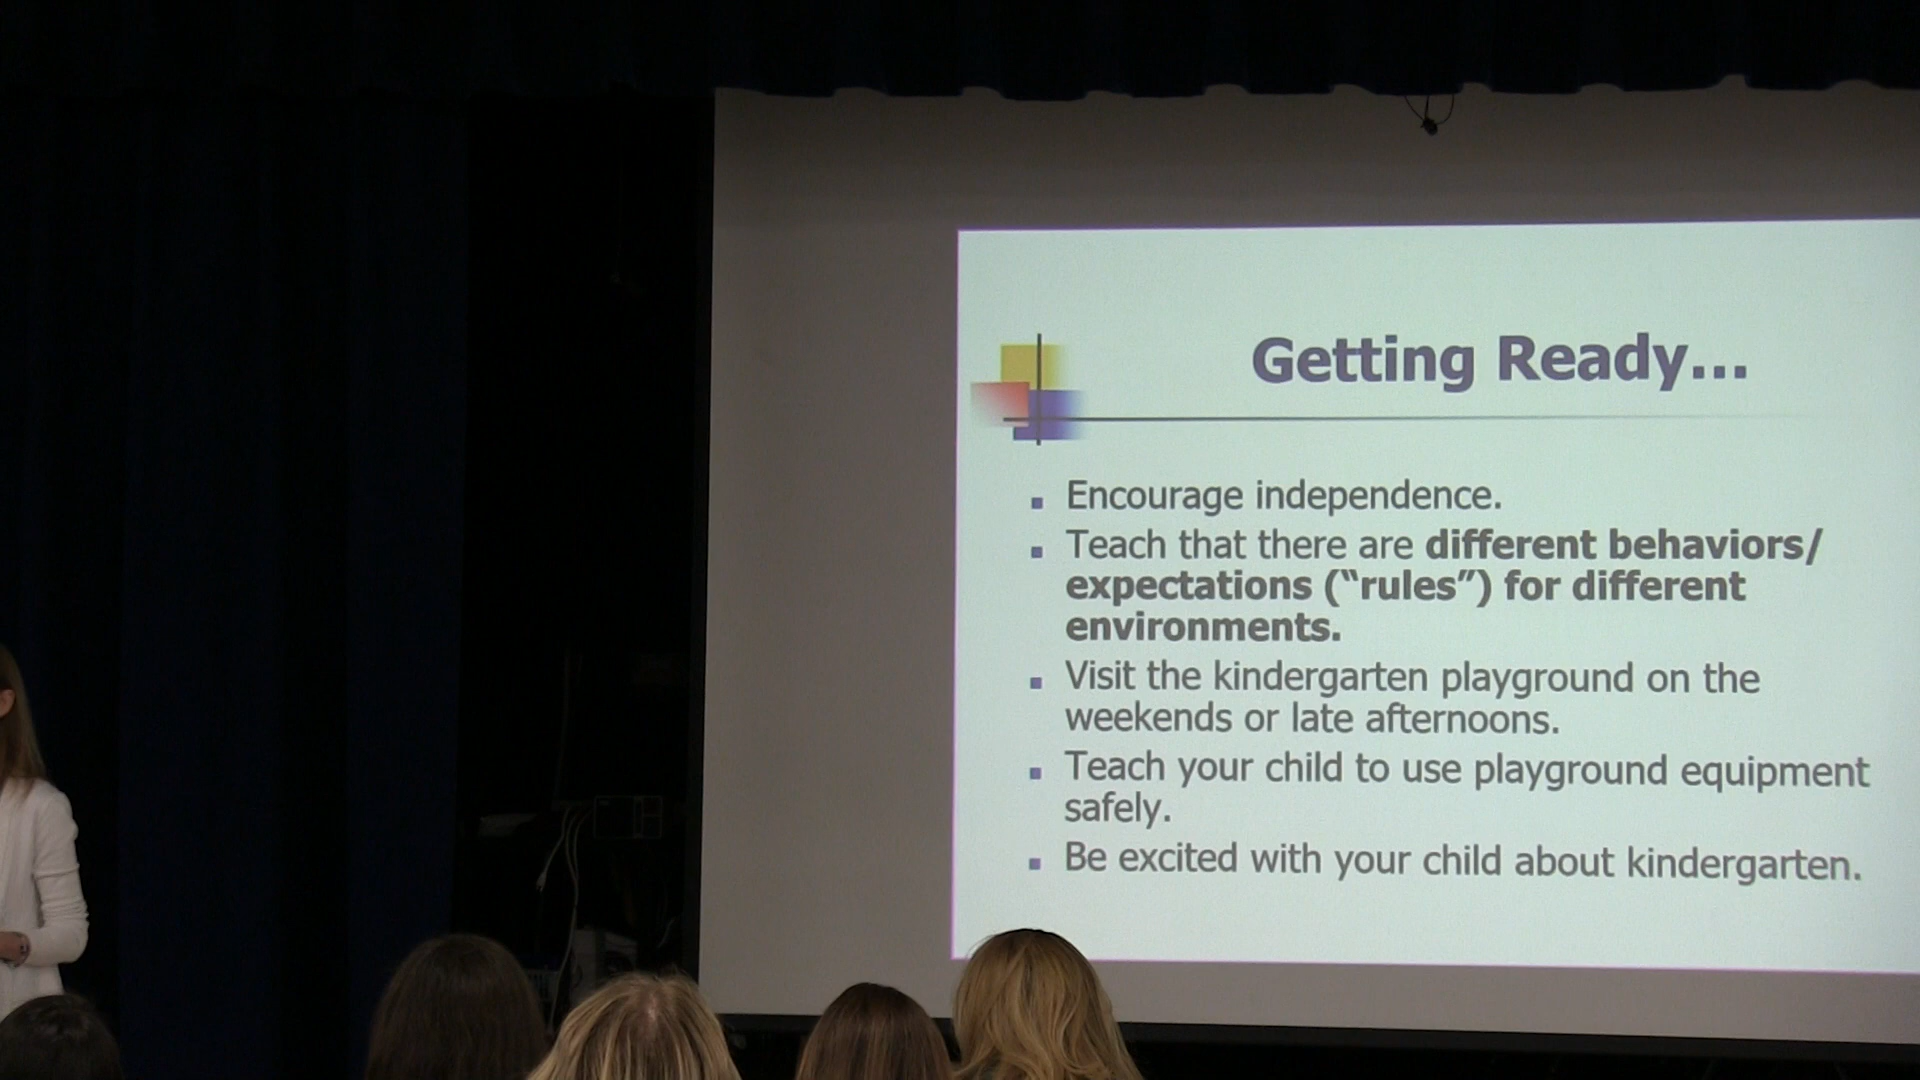 Getting Ready...
Encourage independence.
Teach that there are different behaviors/
expectations (“rules”) for different
environments.
Visit the kindergarten playground on the
weekends or late afternoons.
Teach your child to use playground equipment
safely.
Be excited with your child about kindergarten.